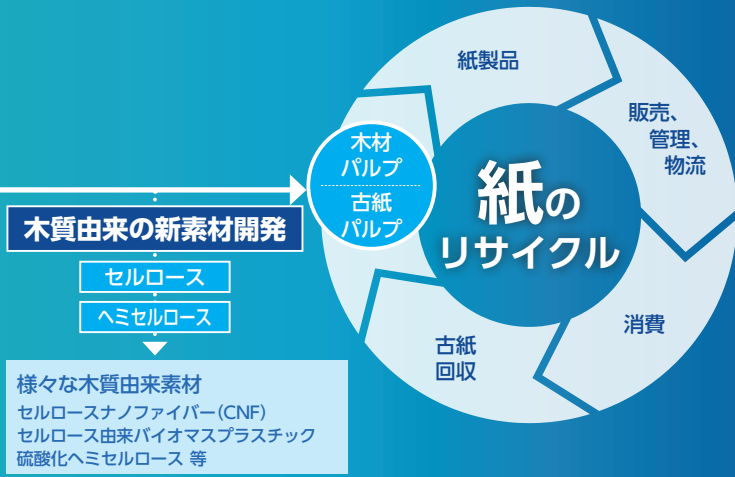 紙製品
販売、
管理、
物流
木材
パルプ
古紙
パルプ
紙の
リサイクル
木質由来の新素材開発
セルロース
ヘミセルロース
消費
古紙
回収
様々な木質由来素材
セルロースナノファイバー(CNF)
セルロース由来バイオマスプラスチック
硫酸化ヘミセルロース 等